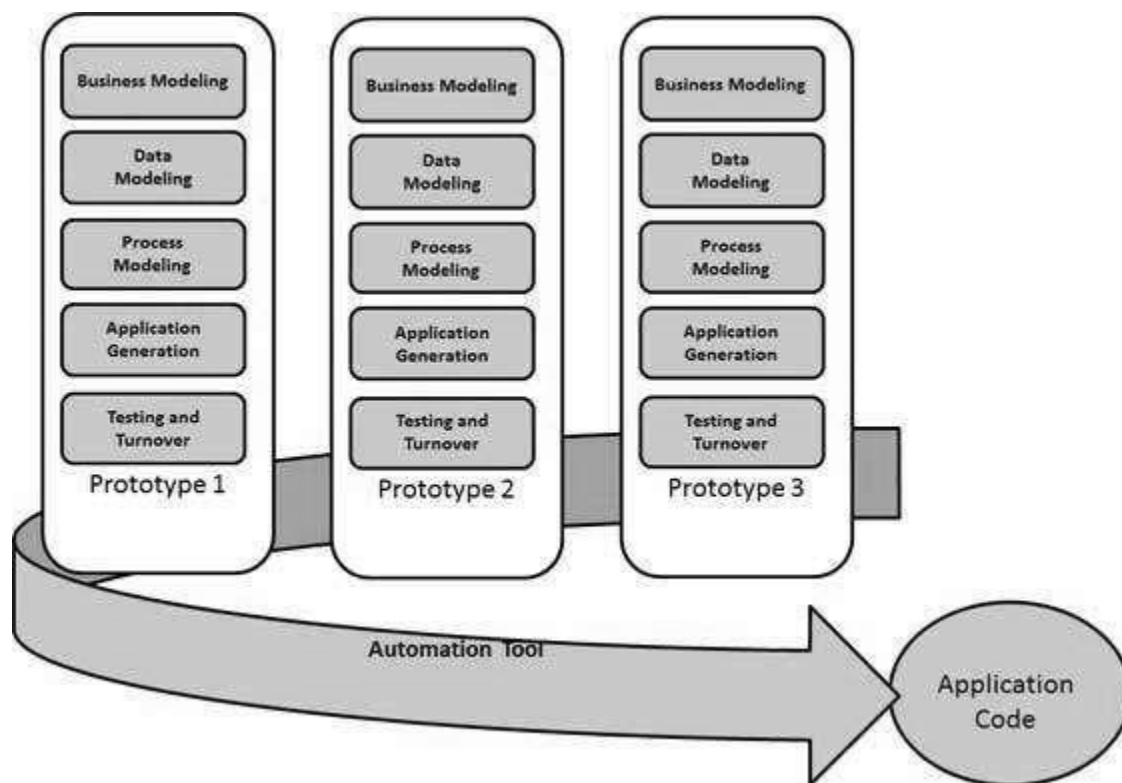 Business Modeling
Data
Modeling
Process
Modeling
Application
Generation
Testing and
Turnover
Prototype 1
Business Modeling
Data
Modeling
Process
Modeling
Application
Generation
Testing and
Turnover
Prototype 2
Business Modeling
Data
Modeling
Process
Modeling
Application
Generation
Testing and
Turnover
Prototype 3
Automation Tool
Application
Code